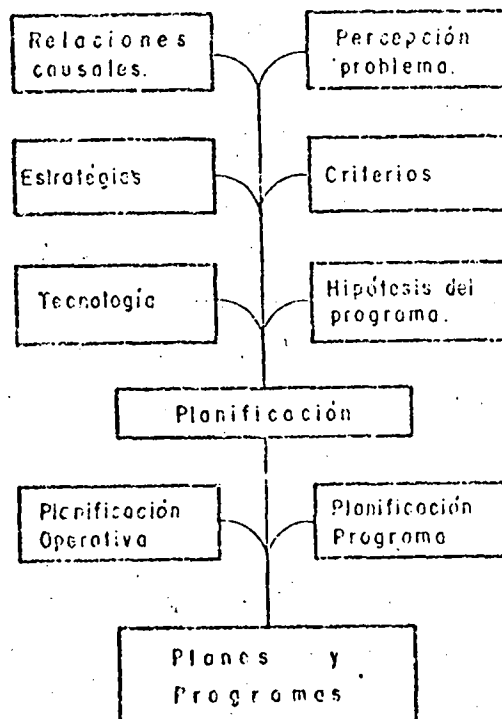 Relaciones
causales.
Percepción
problema.
Estratégias
Criterios
Tecnología
Hipótesis del
programa.
Planificación
Planificación
Operativa
Planificación
Programa
Planes y
Programas